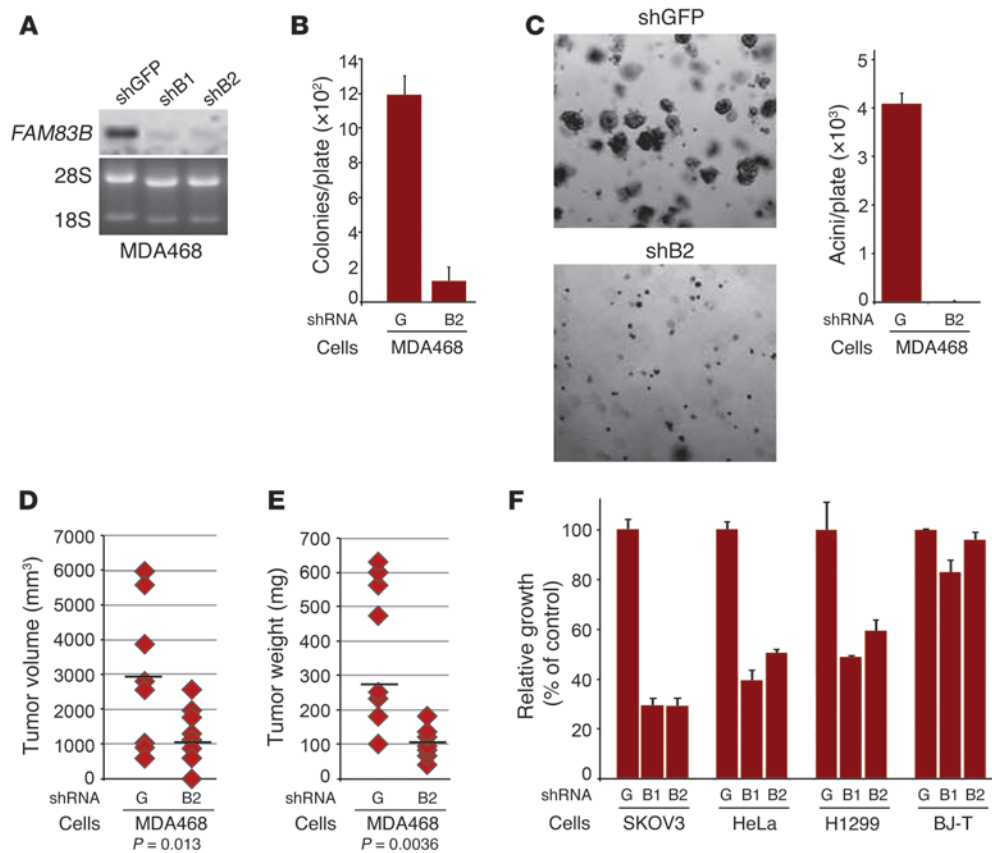 A
shGFP
shB1
shB2
FAM83B
28S
18S
MDA468
B
Colonies/plate (×10²)
14
12
10
8
6
4
2
0
shRNA G B2
Cells MDA468
C
shGFP
shB2
Acini/plate (×10³)
5
4
3
2
1
0
shRNA G B2
Cells MDA468
D
Tumor volume (mm³)
7000
6000
5000
4000
3000
2000
1000
0
shRNA G B2
Cells MDA468
P = 0.013
E
Tumor weight (mg)
700
600
500
400
300
200
100
0
shRNA G B2
Cells MDA468
P = 0.0036
F
Relative growth
(% of control)
100
80
60
40
20
0
shRNA G B1 B2 G B1 B2 G B1 B2 G B1 B2
Cells SKOV3 HeLa H1299 BJ-T